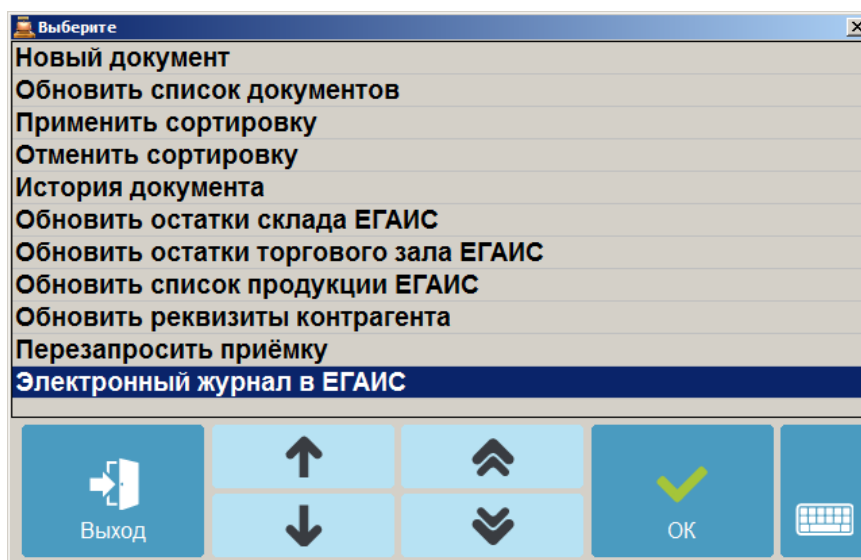 Выберите
Новый документ
Обновить список документов
Применить сортировку
Отменить сортировку
История документа
Обновить остатки склада ЕГАИС
Обновить остатки торгового зала ЕГАИС
Обновить список продукции ЕГАИС
Обновить реквизиты контрагента
Перезапросить приёмку
Электронный журнал в ЕГАИС
Выход
ОК